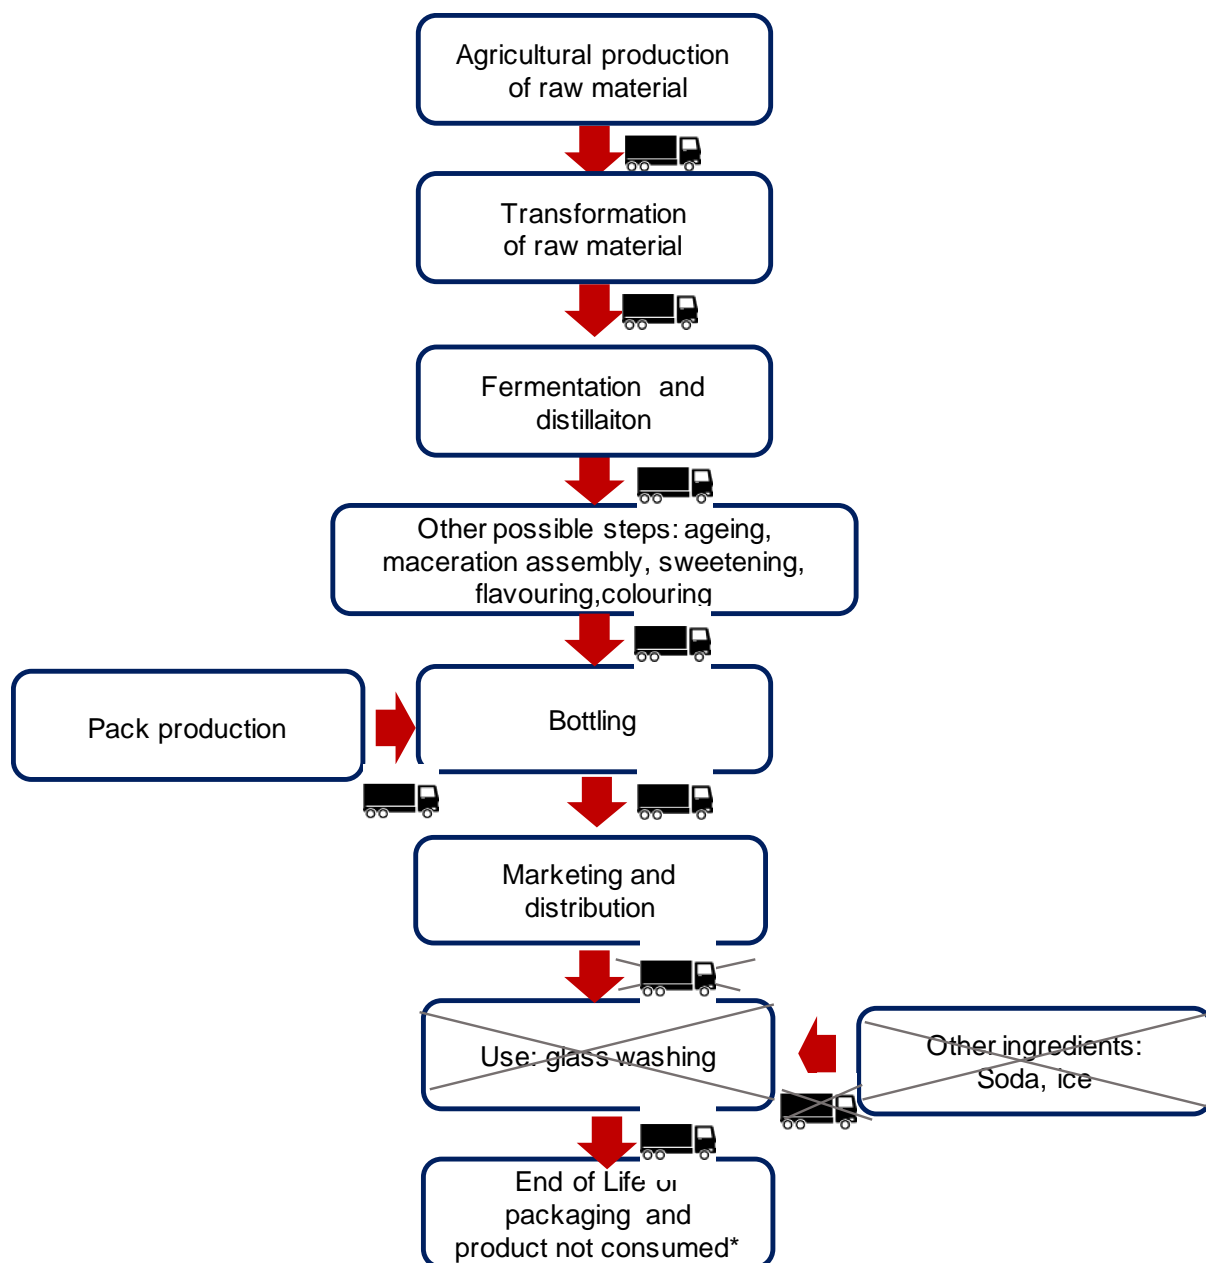 Agricultural production
of raw material
Transformation
of raw material
Fermentation and
distillaiton
Other possible steps: ageing,
maceration assembly, sweetening,
flavouring,colouring
Pack production
Bottling
Marketing and
distribution
Use: glass washing
Other ingredients:
Soda, ice
End of Life of
packaging and
product not consumed*